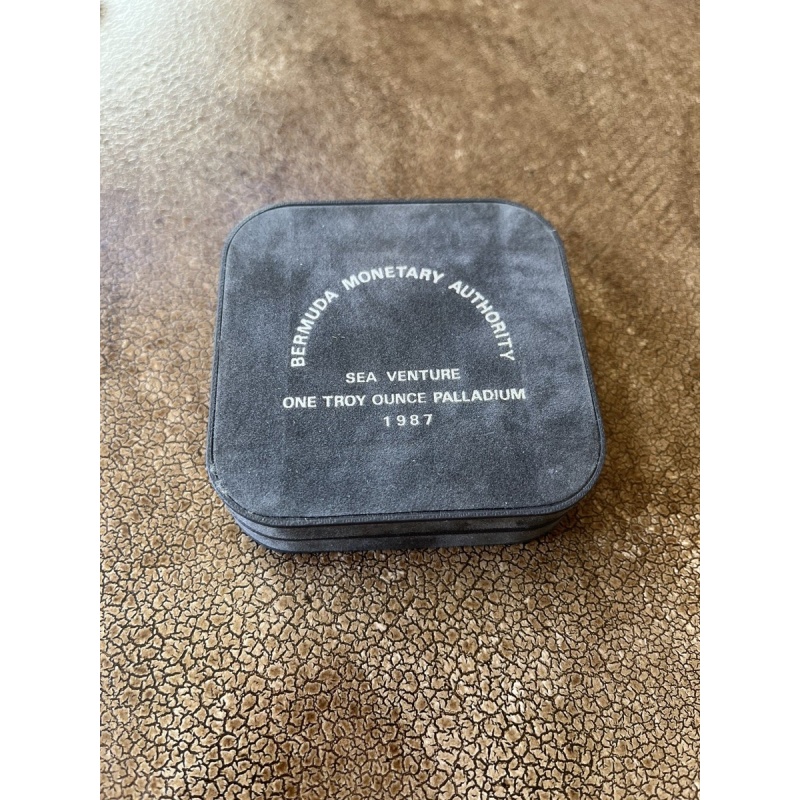 BERMUDA MONETARY AUTHORITY
SEA VENTURE
ONE TROY OUNCE PALLADIUM
1987